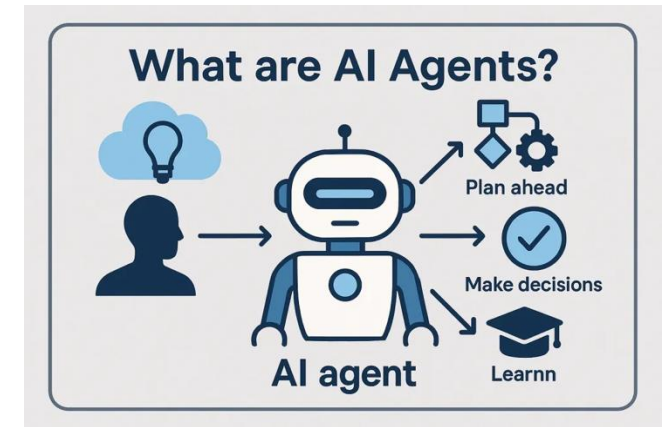 What are AI Agents?
Plan ahead
Make decisions
AI agent
Learnn